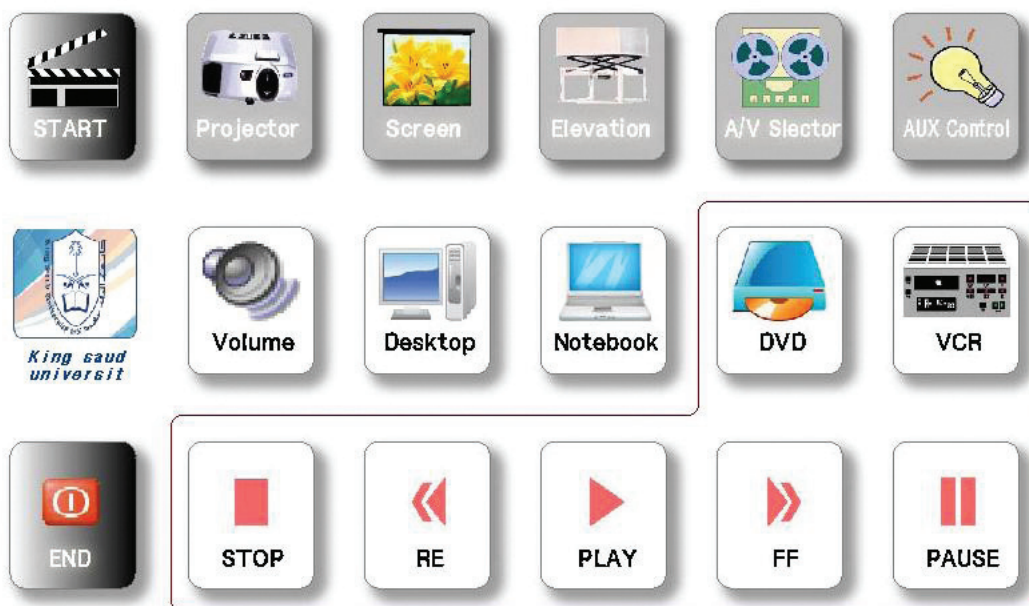 START
Projector
Screen
Elevation
A/V Slector
AUX Control
King saud
universit
Volume
Desktop
Notebook
DVD
VCR
END
STOP
RE
PLAY
FF
PAUSE